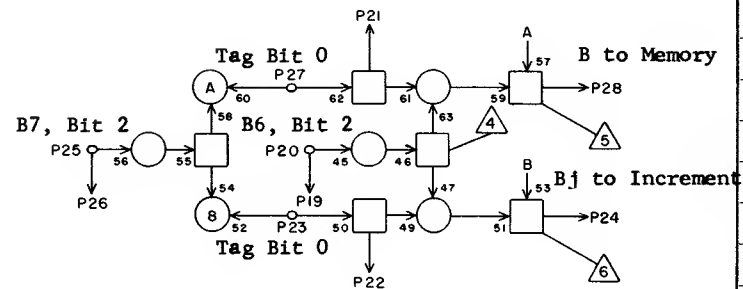 P21
Tag Bit 0
P27
A
B to Memory
A
57
60
62
61
59
P28
58
63
B7, Bit 2
B6, Bit 2
4
5
P25
56
55
P20
45
46
Bj to Increment
54
47
B
53
P26
P19
8
52
P23
50
49
51
P24
Tag Bit 0
P22
6